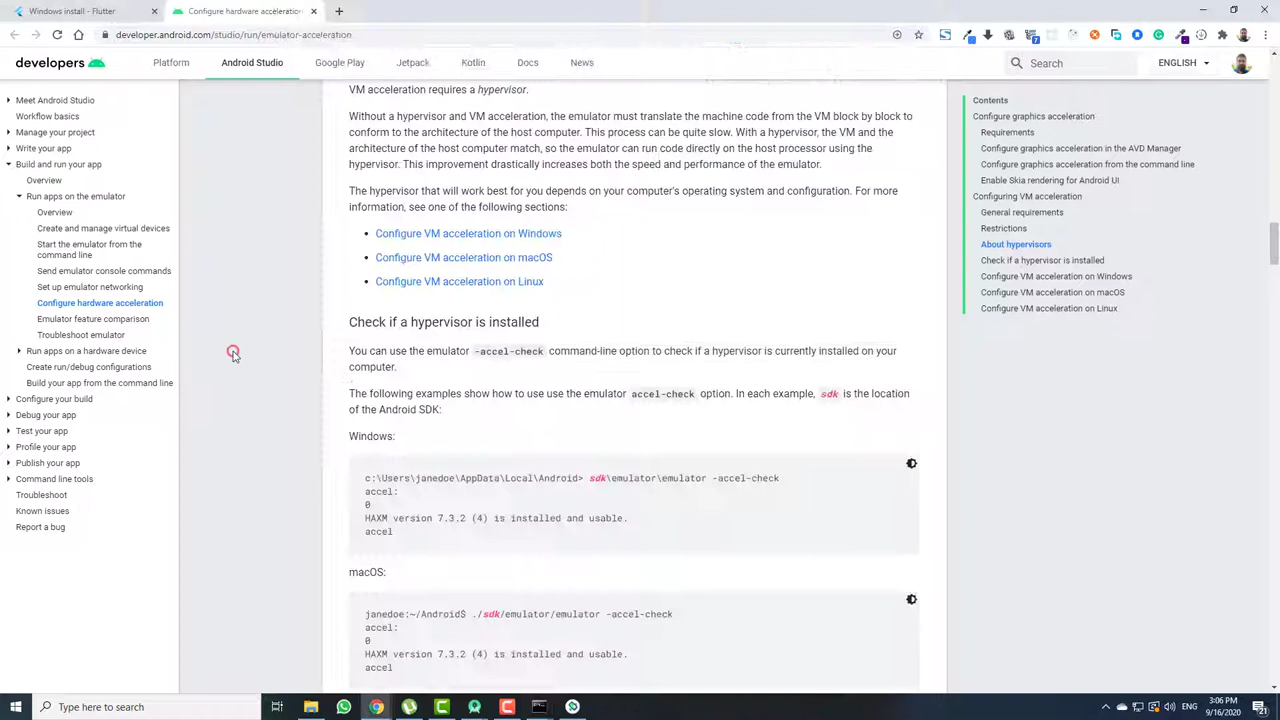 Windows install - Flutter
Configure hardware acceleration
developer.android.com/studio/run/emulator-acceleration
developers
Platform
Android Studio
Google Play
Jetpack
Kotlin
Docs
News
Search
ENGLISH
Meet Android Studio
Workflow basics
Manage your project
Write your app
Build and run your app
Overview
Run apps on the emulator
Overview
Create and manage virtual devices
Start the emulator from the
command line
Send emulator console commands
Set up emulator networking
Configure hardware acceleration
Emulator feature comparison
Troubleshoot emulator
Run apps on a hardware device
Create run/debug configurations
Build your app from the command line
Configure your build
Debug your app
Test your app
Profile your app
Publish your app
Command line tools
Troubleshoot
Known issues
Report a bug
VM acceleration requires a hypervisor.
Without a hypervisor and VM acceleration, the emulator must translate the machine code from the VM block by block to
conform to the architecture of the host computer. This process can be quite slow. With a hypervisor, the VM and the
architecture of the host computer match, so the emulator can run code directly on the host processor using the
hypervisor. This improvement drastically increases both the speed and performance of the emulator.
The hypervisor that will work best for you depends on your computer's operating system and configuration. For more
information, see one of the following sections:
• Configure VM acceleration on Windows
• Configure VM acceleration on macOS
• Configure VM acceleration on Linux
Check if a hypervisor is installed
You can use the emulator -accel-check command-line option to check if a hypervisor is currently installed on your
computer.
The following examples show how to use use the emulator accel-check option. In each example, sdk is the location
of the Android SDK:
Windows:
c:\Users\janedoe\AppData\Local\Android> sdk\emulator\emulator -accel-check
accel:
0
HAXM version 7.3.2 (4) is installed and usable.
accel
macOS:
janedoe:~/Android$ ./sdk/emulator/emulator -accel-check
accel:
0
HAXM version 7.3.2 (4) is installed and usable.
accel
Contents
Configure graphics acceleration
Requirements
Configure graphics acceleration in the AVD Manager
Configure graphics acceleration from the command line
Enable Skia rendering for Android UI
Configuring VM acceleration
General requirements
Restrictions
About hypervisors
Check if a hypervisor is installed
Configure VM acceleration on Windows
Configure VM acceleration on macOS
Configure VM acceleration on Linux
Type here to search
ENG
3:06 PM
9/16/2020
21